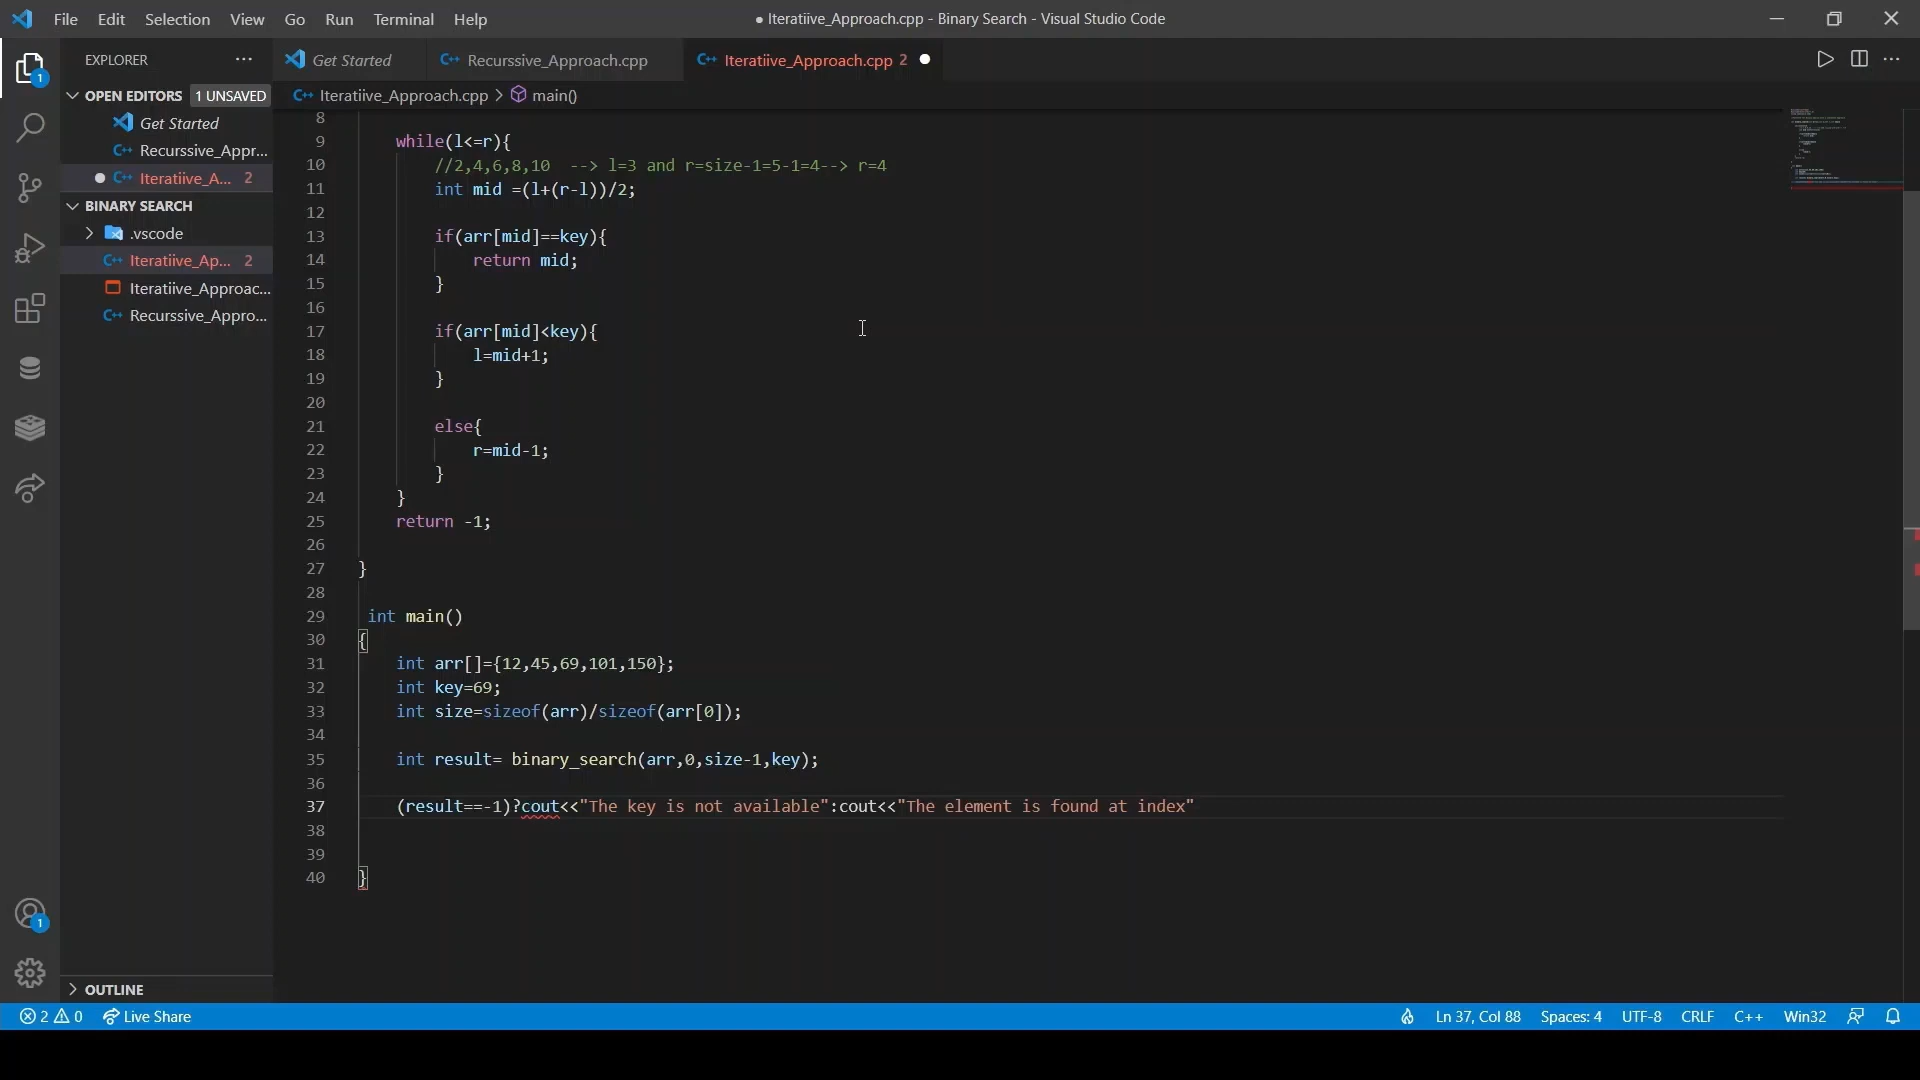 File Edit Selection View Go Run Terminal Help
● Iteratiive_Approach.cpp - Binary Search - Visual Studio Code
EXPLORER
Get Started
Recurssive_Approach.cpp
Iteratiive_Approach.cpp 2
OPEN EDITORS 1 UNSAVED
Get Started
Recurssive_Appr...
Iteratiive_A... 2
BINARY SEARCH
.vscode
Iteratiive_Ap... 2
Iteratiive_Approac...
Recurssive_Appro...
OUTLINE
Iteratiive_Approach.cpp > main()
8
9 while(l<=r){
10 //2,4,6,8,10 --> l=3 and r=size-1=5-1=4--> r=4
11 int mid =(l+(r-l))/2;
12
13 if(arr[mid]==key){
14 return mid;
15 }
16
17 if(arr[mid]<key){
18 l=mid+1;
19 }
20
21 else{
22 r=mid-1;
23 }
24 }
25 return -1;
26
27 }
28
29 int main()
30 {
31 int arr[]={12,45,69,101,150};
32 int key=69;
33 int size=sizeof(arr)/sizeof(arr[0]);
34
35 int result= binary_search(arr,0,size-1,key);
36
37 (result==-1)?cout<<"The key is not available":cout<<"The element is found at index"
38
39
40 }
1
1
2 0 Live Share
Ln 37, Col 88 Spaces: 4 UTF-8 CRLF C++ Win32